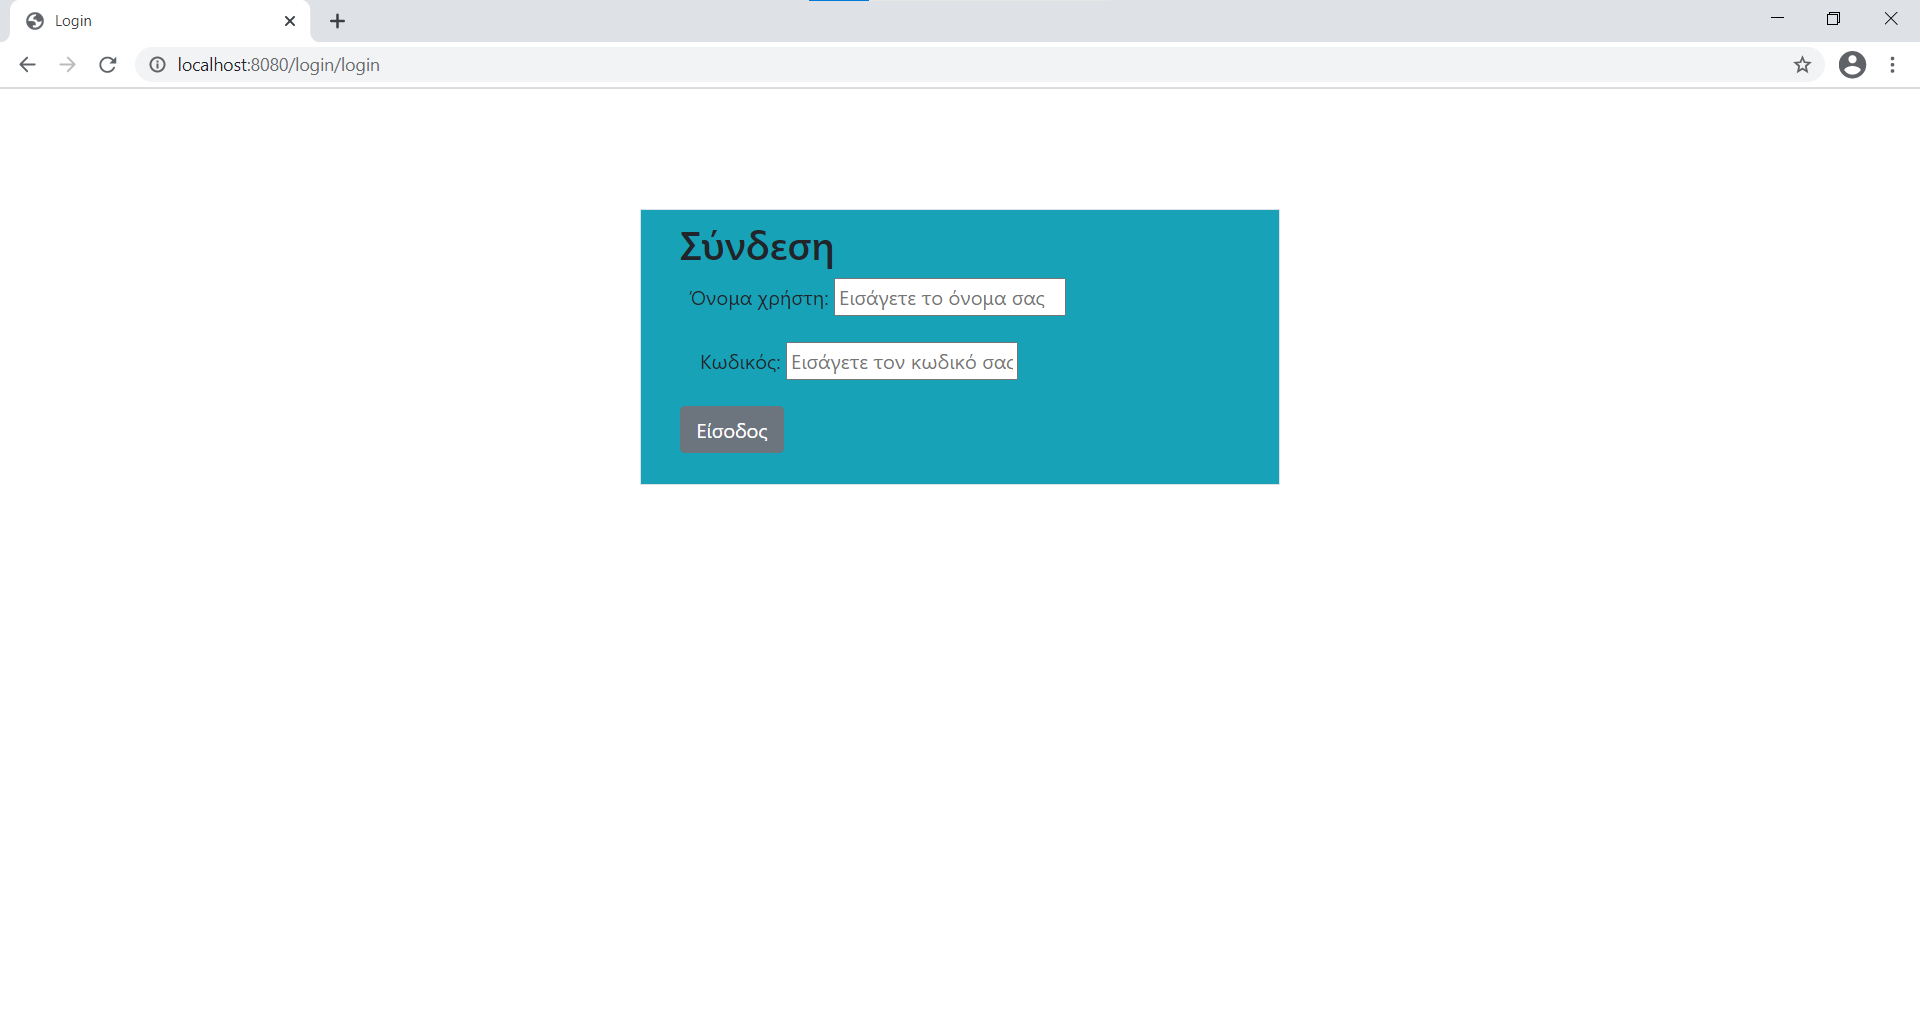 Login
localhost:8080/login/login
Σύνδεση
Όνομα χρήστη: Εισάγετε το όνομα σας
Κωδικός: Εισάγετε τον κωδικό σας
Είσοδος